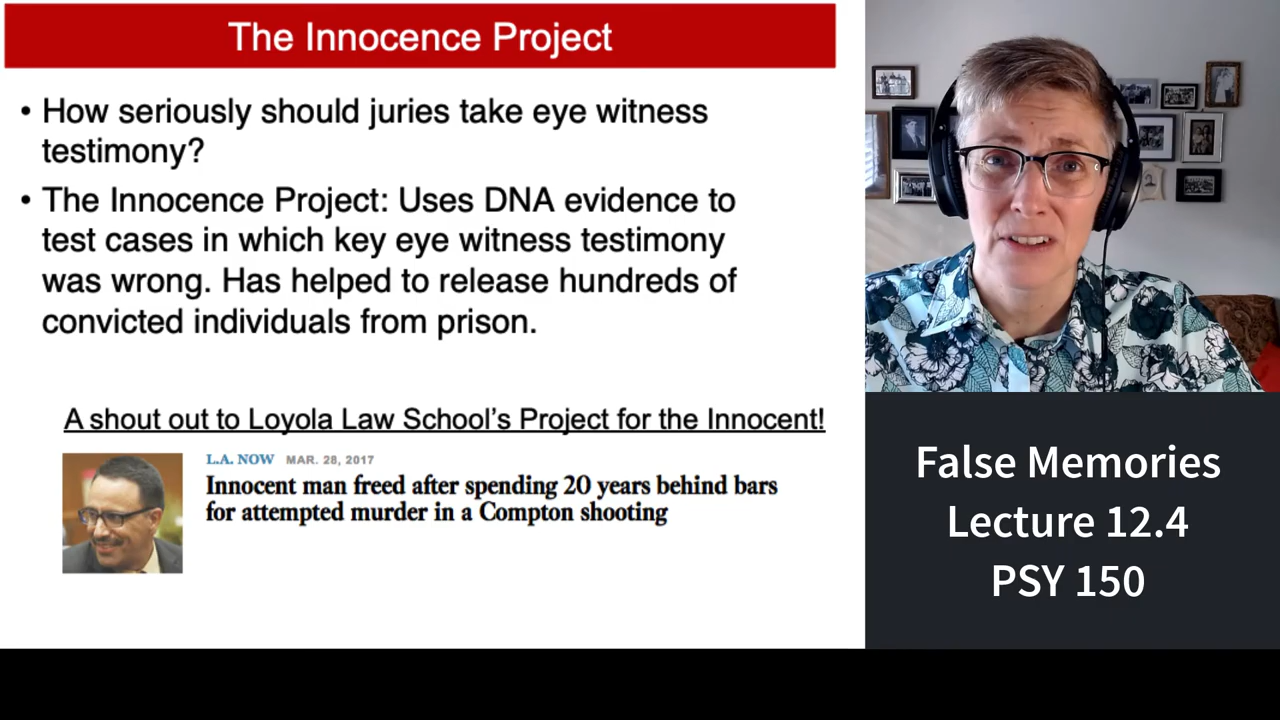 The Innocence Project
• How seriously should juries take eye witness
testimony?
• The Innocence Project: Uses DNA evidence to
test cases in which key eye witness testimony
was wrong. Has helped to release hundreds of
convicted individuals from prison.
A shout out to Loyola Law School's Project for the Innocent!
L.A. NOW MAR. 28, 2017
Innocent man freed after spending 20 years behind bars
for attempted murder in a Compton shooting
False Memories
Lecture 12.4
PSY 150